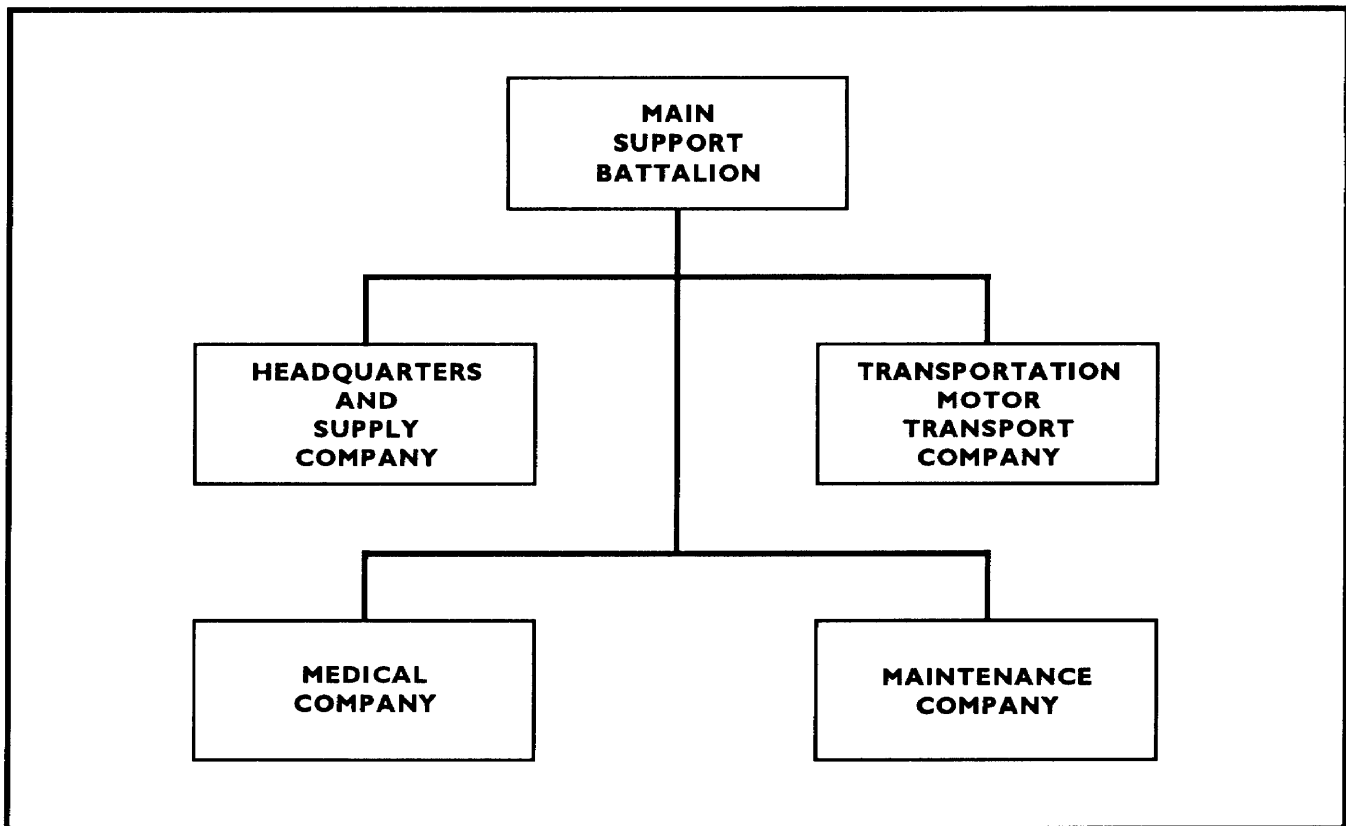 MAIN
SUPPORT
BATTALION
HEADQUARTERS
AND
SUPPLY
COMPANY
TRANSPORTATION
MOTOR
TRANSPORT
COMPANY
MEDICAL
COMPANY
MAINTENANCE
COMPANY